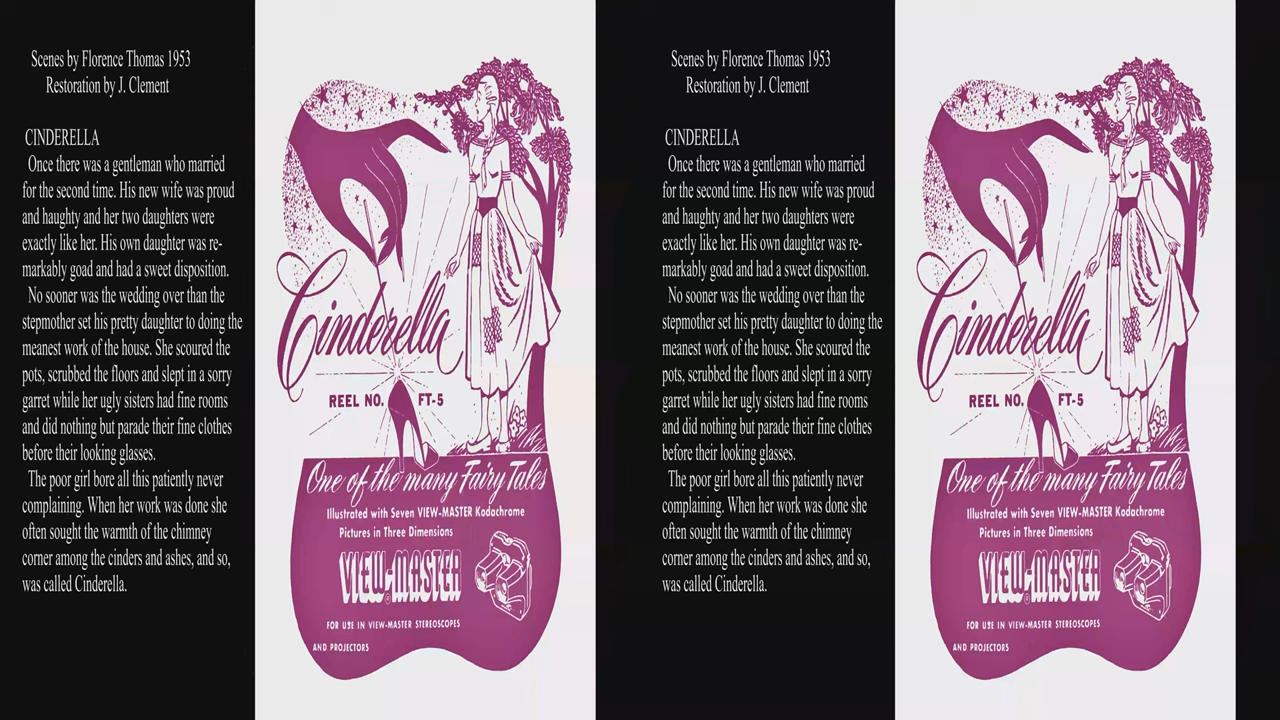 Scenes by Florence Thomas 1953
Restoration by J. Clement
CINDERELLA
Once there was a gentleman who married
for the second time. His new wife was proud
and haughty and her two daughters were
exactly like her. His own daughter was re-
markably goad and had a sweet disposition.
No sooner was the wedding over than the
stepmother set his pretty daughter to doing the
meanest work of the house. She scoured the
pots, scrubbed the floors and slept in a sorry
garret while her ugly sisters had fine rooms
and did nothing but parade their fine clothes
before their looking glasses.
The poor girl bore all this patiently never
complaining. When her work was done she
often sought the warmth of the chimney
corner among the cinders and ashes, and so,
was called Cinderella.
Cinderella
REEL NO. FT-5
One of the many Fairy Tales
Illustrated with Seven VIEW-MASTER Kodachrome
Pictures in Three Dimensions
VIEW-MASTER
FOR USE IN VIEW-MASTER STEREOSCOPES
AND PROJECTORS
Scenes by Florence Thomas 1953
Restoration by J. Clement
CINDERELLA
Once there was a gentleman who married
for the second time. His new wife was proud
and haughty and her two daughters were
exactly like her. His own daughter was re-
markably goad and had a sweet disposition.
No sooner was the wedding over than the
stepmother set his pretty daughter to doing the
meanest work of the house. She scoured the
pots, scrubbed the floors and slept in a sorry
garret while her ugly sisters had fine rooms
and did nothing but parade their fine clothes
before their looking glasses.
The poor girl bore all this patiently never
complaining. When her work was done she
often sought the warmth of the chimney
corner among the cinders and ashes, and so,
was called Cinderella.
Cinderella
REEL NO. FT-5
One of the many Fairy Tales
Illustrated with Seven VIEW-MASTER Kodachrome
Pictures in Three Dimensions
VIEW-MASTER
FOR USE IN VIEW-MASTER STEREOSCOPES
AND PROJECTORS